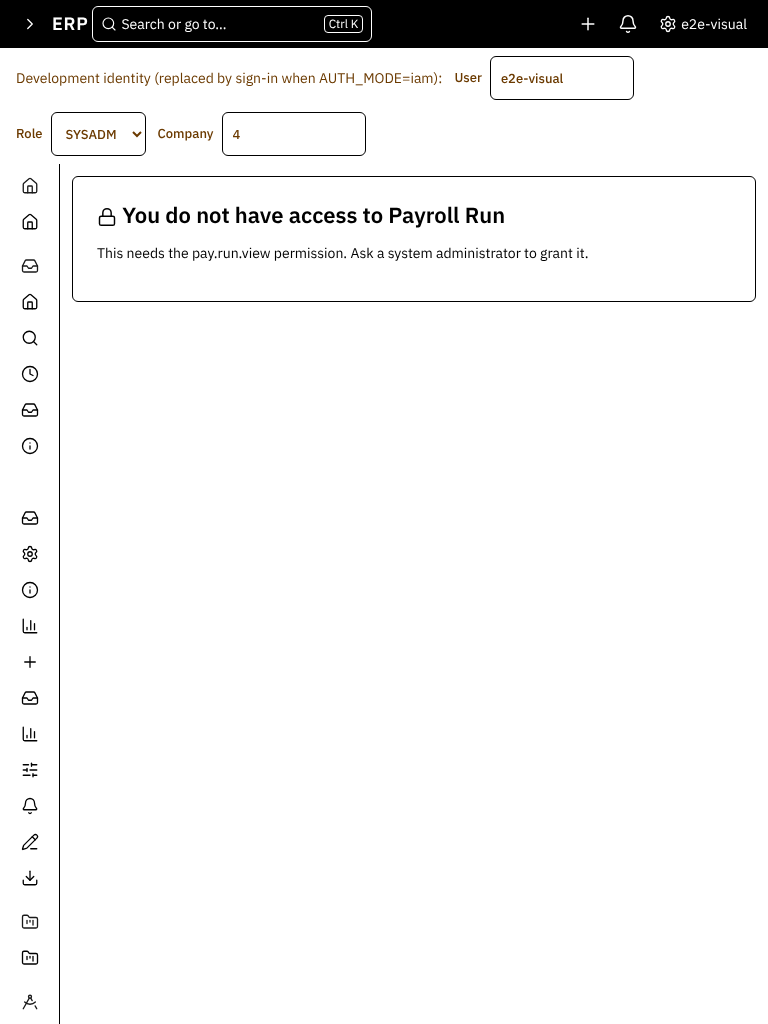 ERP Search or go to... Ctrl K e2e-visual
Development identity (replaced by sign-in when AUTH_MODE=iam): User e2e-visual
Role SYSADM Company 4
You do not have access to Payroll Run
This needs the pay.run.view permission. Ask a system administrator to grant it.